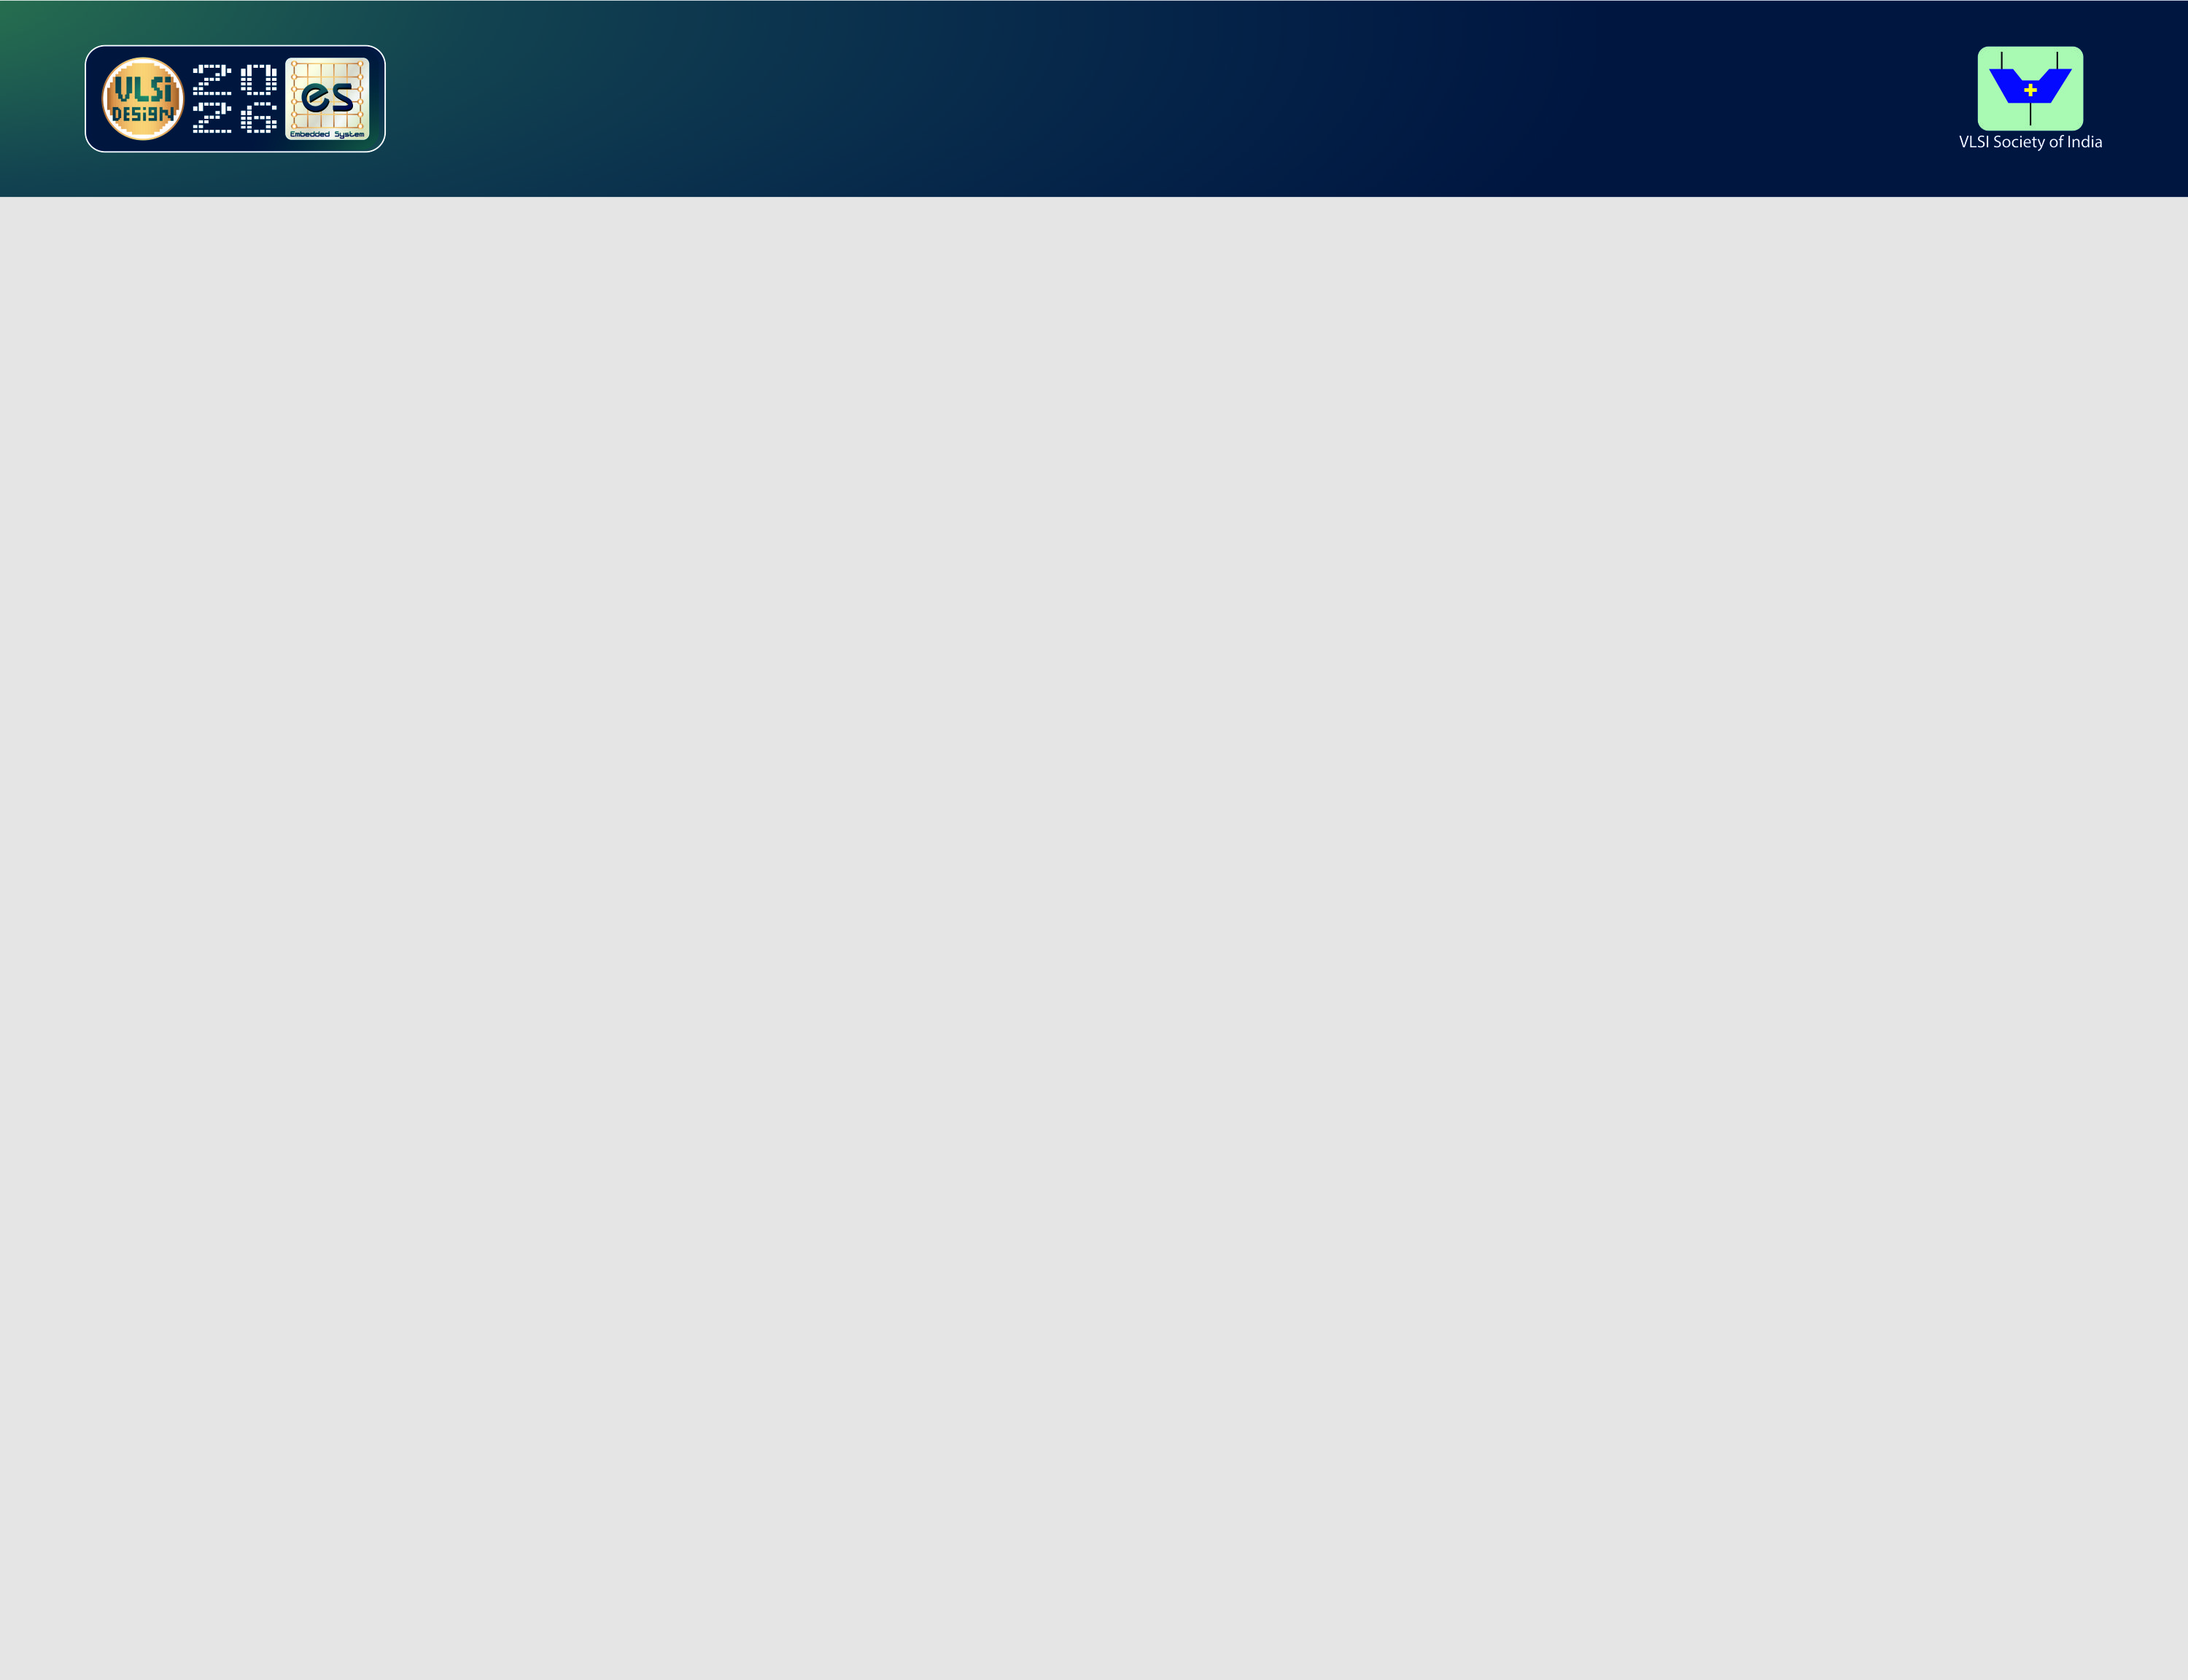 VLSi
DESigN
20
26
es
Embedded System
VLSI Society of India